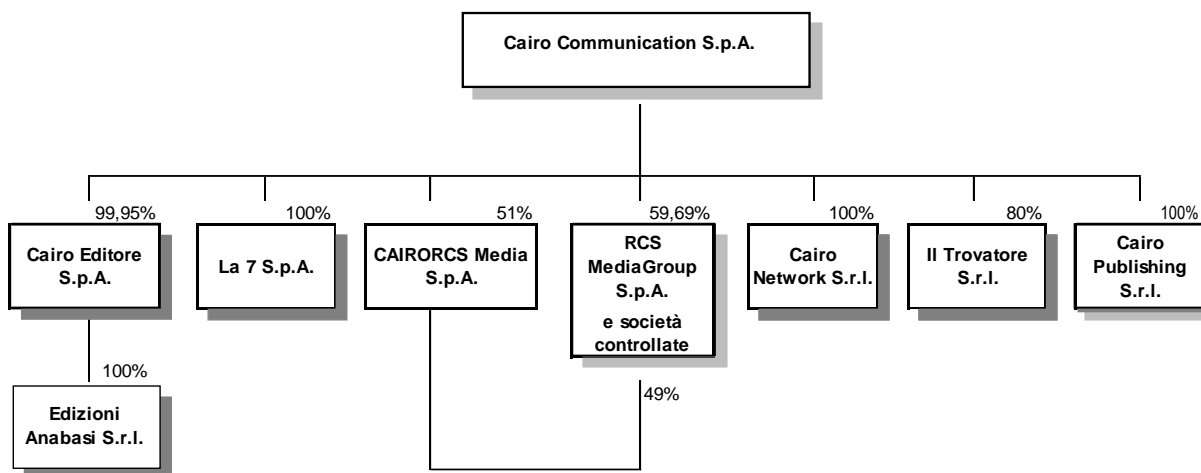 Cairo Communication S.p.A.
99,95%
100%
51%
59,69%
100%
80%
100%
Cairo Editore
S.p.A.
La 7 S.p.A.
CAIRORCS Media
S.p.A.
RCS
MediaGroup
S.p.A.
e società
controllate
Cairo
Network S.r.l.
Il Trovatore
S.r.l.
Cairo
Publishing
S.r.l.
100%
49%
Edizioni
Anabasi S.r.l.